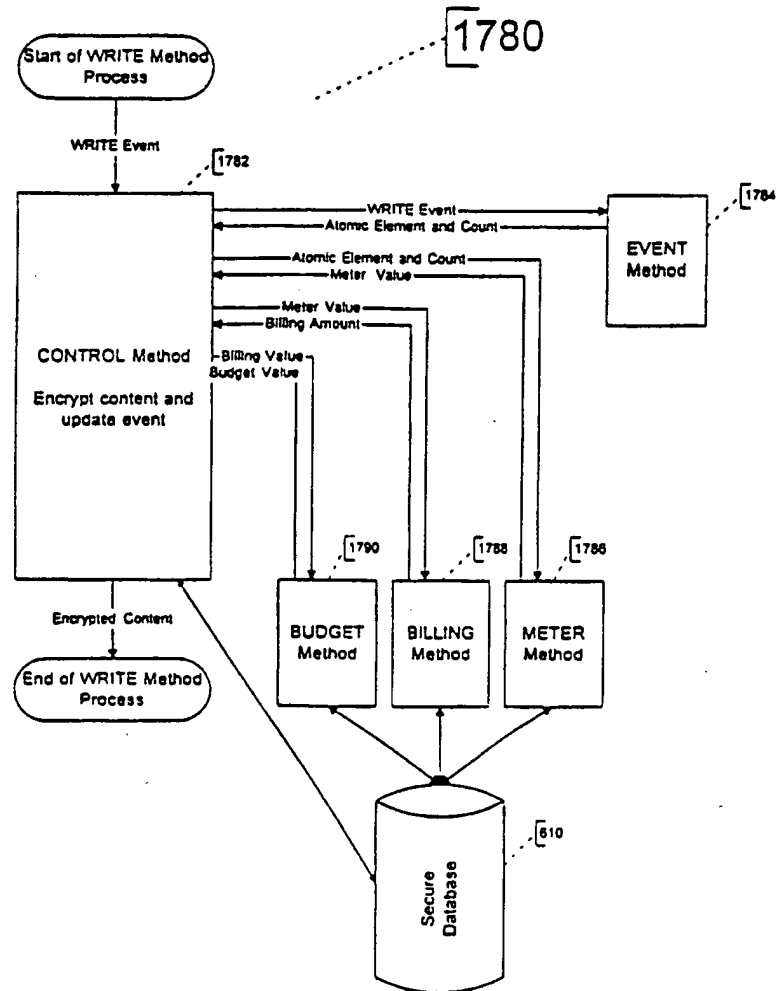 1780
Start of WRITE Method
Process
WRITE Event
1782
WRITE Event
Atomic Element and Count
1784
EVENT
Method
Atomic Element and Count
Meter Value
Meter Value
Billing Amount
CONTROL Method
Encrypt content and
update event
Billing Value
Budget Value
1790
1788
1786
Encrypted Content
BUDGET
Method
BILLING
Method
METER
Method
End of WRITE Method
Process
610
Secure
Database